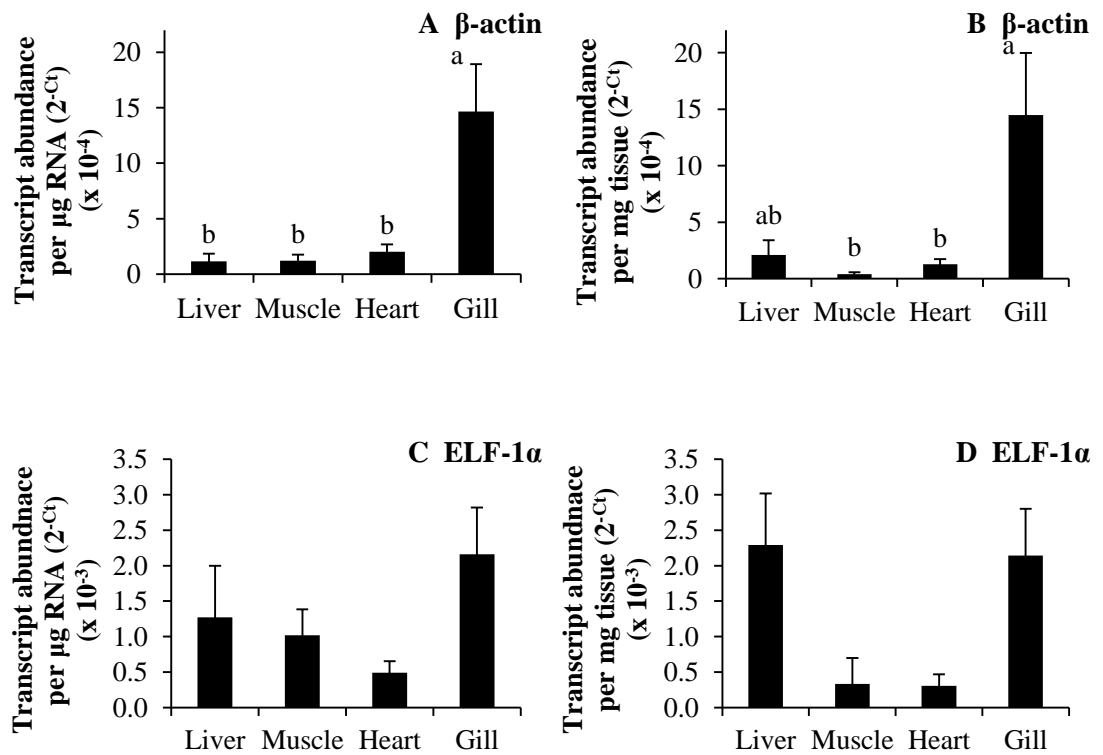 A β-actin
Transcript abundance
per µg RNA (2⁻ᶜᵗ)
(x 10⁻⁴)
20
15
10
5
0
a
b
b
b
Liver Muscle Heart Gill
B β-actin
Transcript abundance
per mg tissue (2⁻ᶜᵗ)
(x 10⁻⁴)
20
15
10
5
0
a
ab
b
b
Liver Muscle Heart Gill
C ELF-1α
Transcript abundnace
per µg RNA (2⁻ᶜᵗ)
(x 10⁻³)
3.5
3.0
2.5
2.0
1.5
1.0
0.5
0.0
Liver Muscle Heart Gill
D ELF-1α
Transcript abundnace
per mg tissue (2⁻ᶜᵗ)
(x 10⁻³)
3.5
3.0
2.5
2.0
1.5
1.0
0.5
0.0
Liver Muscle Heart Gill